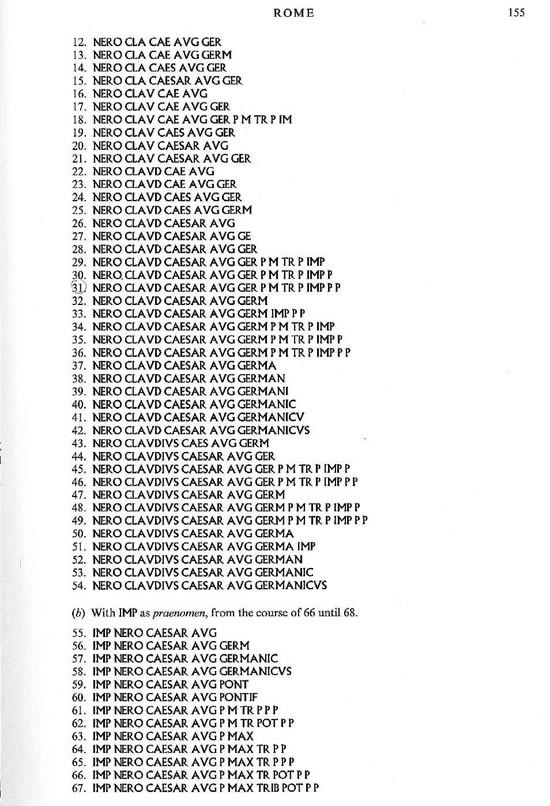 ROME 155
12. NERO CLA CAE AVG GER
13. NERO CLA CAE AVG GERM
14. NERO CLA CAES AVG GER
15. NERO CLA CAESAR AVG GER
16. NERO CLAV CAE AVG
17. NERO CLAV CAE AVG GER
18. NERO CLAV CAE AVG GER P M TR P IM
19. NERO CLAV CAES AVG GER
20. NERO CLAV CAESAR AVG
21. NERO CLAV CAESAR AVG GER
22. NERO CLAVD CAE AVG
23. NERO CLAVD CAE AVG GER
24. NERO CLAVD CAES AVG GER
25. NERO CLAVD CAES AVG GERM
26. NERO CLAVD CAESAR AVG
27. NERO CLAVD CAESAR AVG GE
28. NERO CLAVD CAESAR AVG GER
29. NERO CLAVD CAESAR AVG GER P M TR P IMP
30. NERO CLAVD CAESAR AVG GER P M TR P IMP P
31. NERO CLAVD CAESAR AVG GER P M TR P IMP P P
32. NERO CLAVD CAESAR AVG GERM
33. NERO CLAVD CAESAR AVG GERM IMP P P
34. NERO CLAVD CAESAR AVG GERM P M TR P IMP
35. NERO CLAVD CAESAR AVG GERM P M TR P IMP P
36. NERO CLAVD CAESAR AVG GERM P M TR P IMP P P
37. NERO CLAVD CAESAR AVG GERMA
38. NERO CLAVD CAESAR AVG GERMAN
39. NERO CLAVD CAESAR AVG GERMANI
40. NERO CLAVD CAESAR AVG GERMANIC
41. NERO CLAVD CAESAR AVG GERMANICV
42. NERO CLAVD CAESAR AVG GERMANICVS
43. NERO CLAVDIVS CAES AVG GERM
44. NERO CLAVDIVS CAESAR AVG GER
45. NERO CLAVDIVS CAESAR AVG GER P M TR P IMP P
46. NERO CLAVDIVS CAESAR AVG GER P M TR P IMP P P
47. NERO CLAVDIVS CAESAR AVG GERM
48. NERO CLAVDIVS CAESAR AVG GERM P M TR P IMP P
49. NERO CLAVDIVS CAESAR AVG GERM P M TR P IMP P P
50. NERO CLAVDIVS CAESAR AVG GERMA
51. NERO CLAVDIVS CAESAR AVG GERMA IMP
52. NERO CLAVDIVS CAESAR AVG GERMAN
53. NERO CLAVDIVS CAESAR AVG GERMANIC
54. NERO CLAVDIVS CAESAR AVG GERMANICVS
(b) With IMP as praenomen, from the course of 66 until 68.
55. IMP NERO CAESAR AVG
56. IMP NERO CAESAR AVG GERM
57. IMP NERO CAESAR AVG GERMANIC
58. IMP NERO CAESAR AVG GERMANICVS
59. IMP NERO CAESAR AVG PONT
60. IMP NERO CAESAR AVG PONTIF
61. IMP NERO CAESAR AVG P M TR P P P
62. IMP NERO CAESAR AVG P M TR POT P P
63. IMP NERO CAESAR AVG P MAX
64. IMP NERO CAESAR AVG P MAX TR P P
65. IMP NERO CAESAR AVG P MAX TR P P P
66. IMP NERO CAESAR AVG P MAX TR POT P P
67. IMP NERO CAESAR AVG P MAX TRIB POT P P